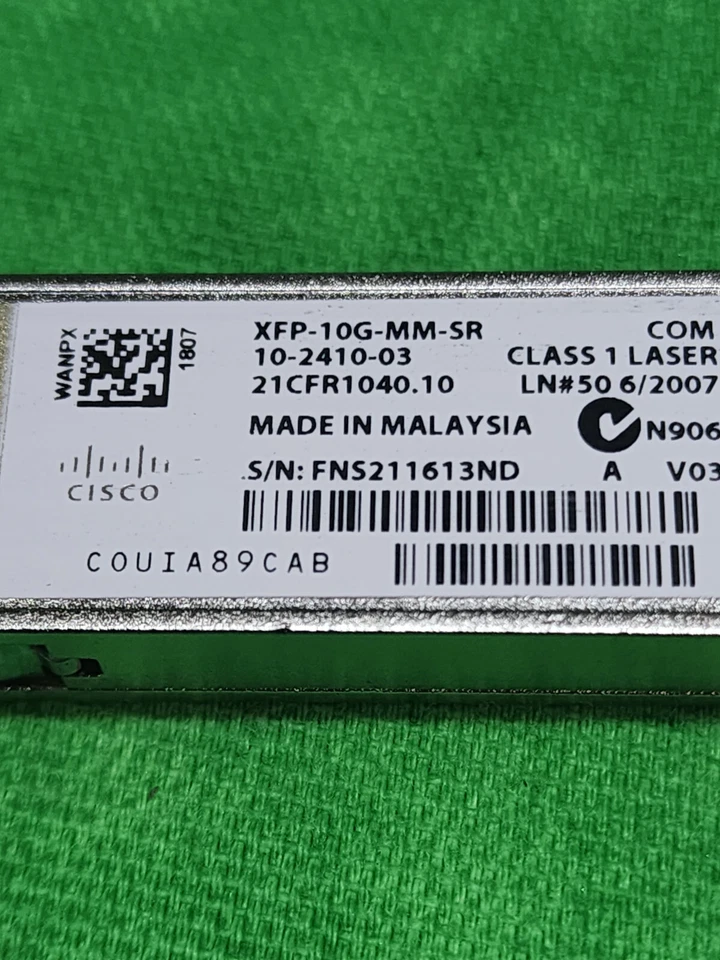 WANPX
1807
XFP-10G-MM-SR COM
10-2410-03 CLASS 1 LASER
21CFR1040.10 LN#50 6/2007
MADE IN MALAYSIA N906
CISCO
S/N: FNS211613ND A V03
COUIA89CAB